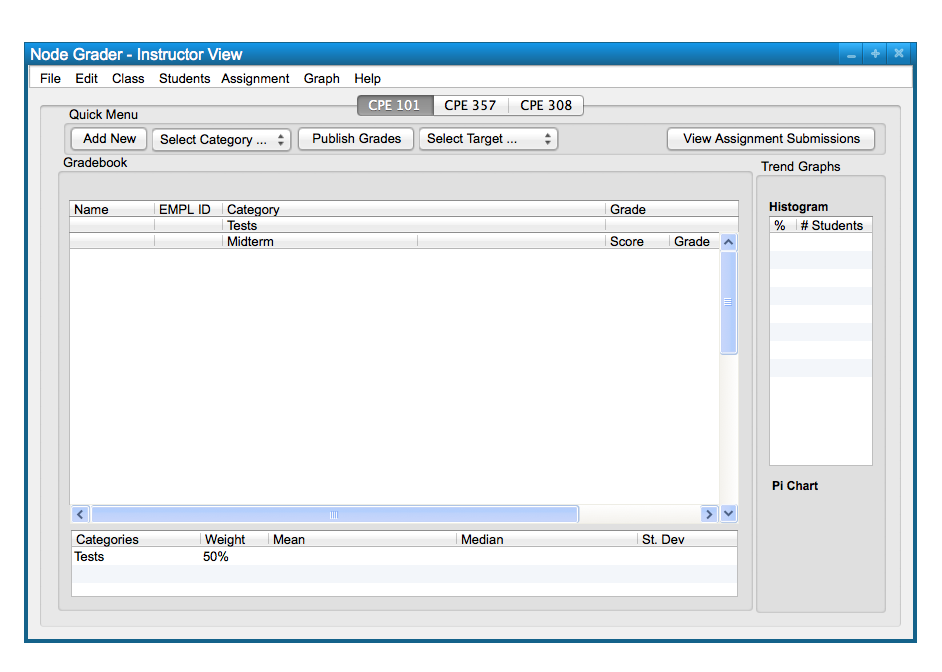 Node Grader - Instructor View
File Edit Class Students Assignment Graph Help
CPE 101 CPE 357 CPE 308
Quick Menu
Add New Select Category ... Publish Grades Select Target ... View Assignment Submissions
Gradebook
Trend Graphs
Name EMPL ID Category Grade
Tests
Midterm Score Grade
Histogram
% # Students
Pi Chart
Categories Weight Mean Median St. Dev
Tests 50%